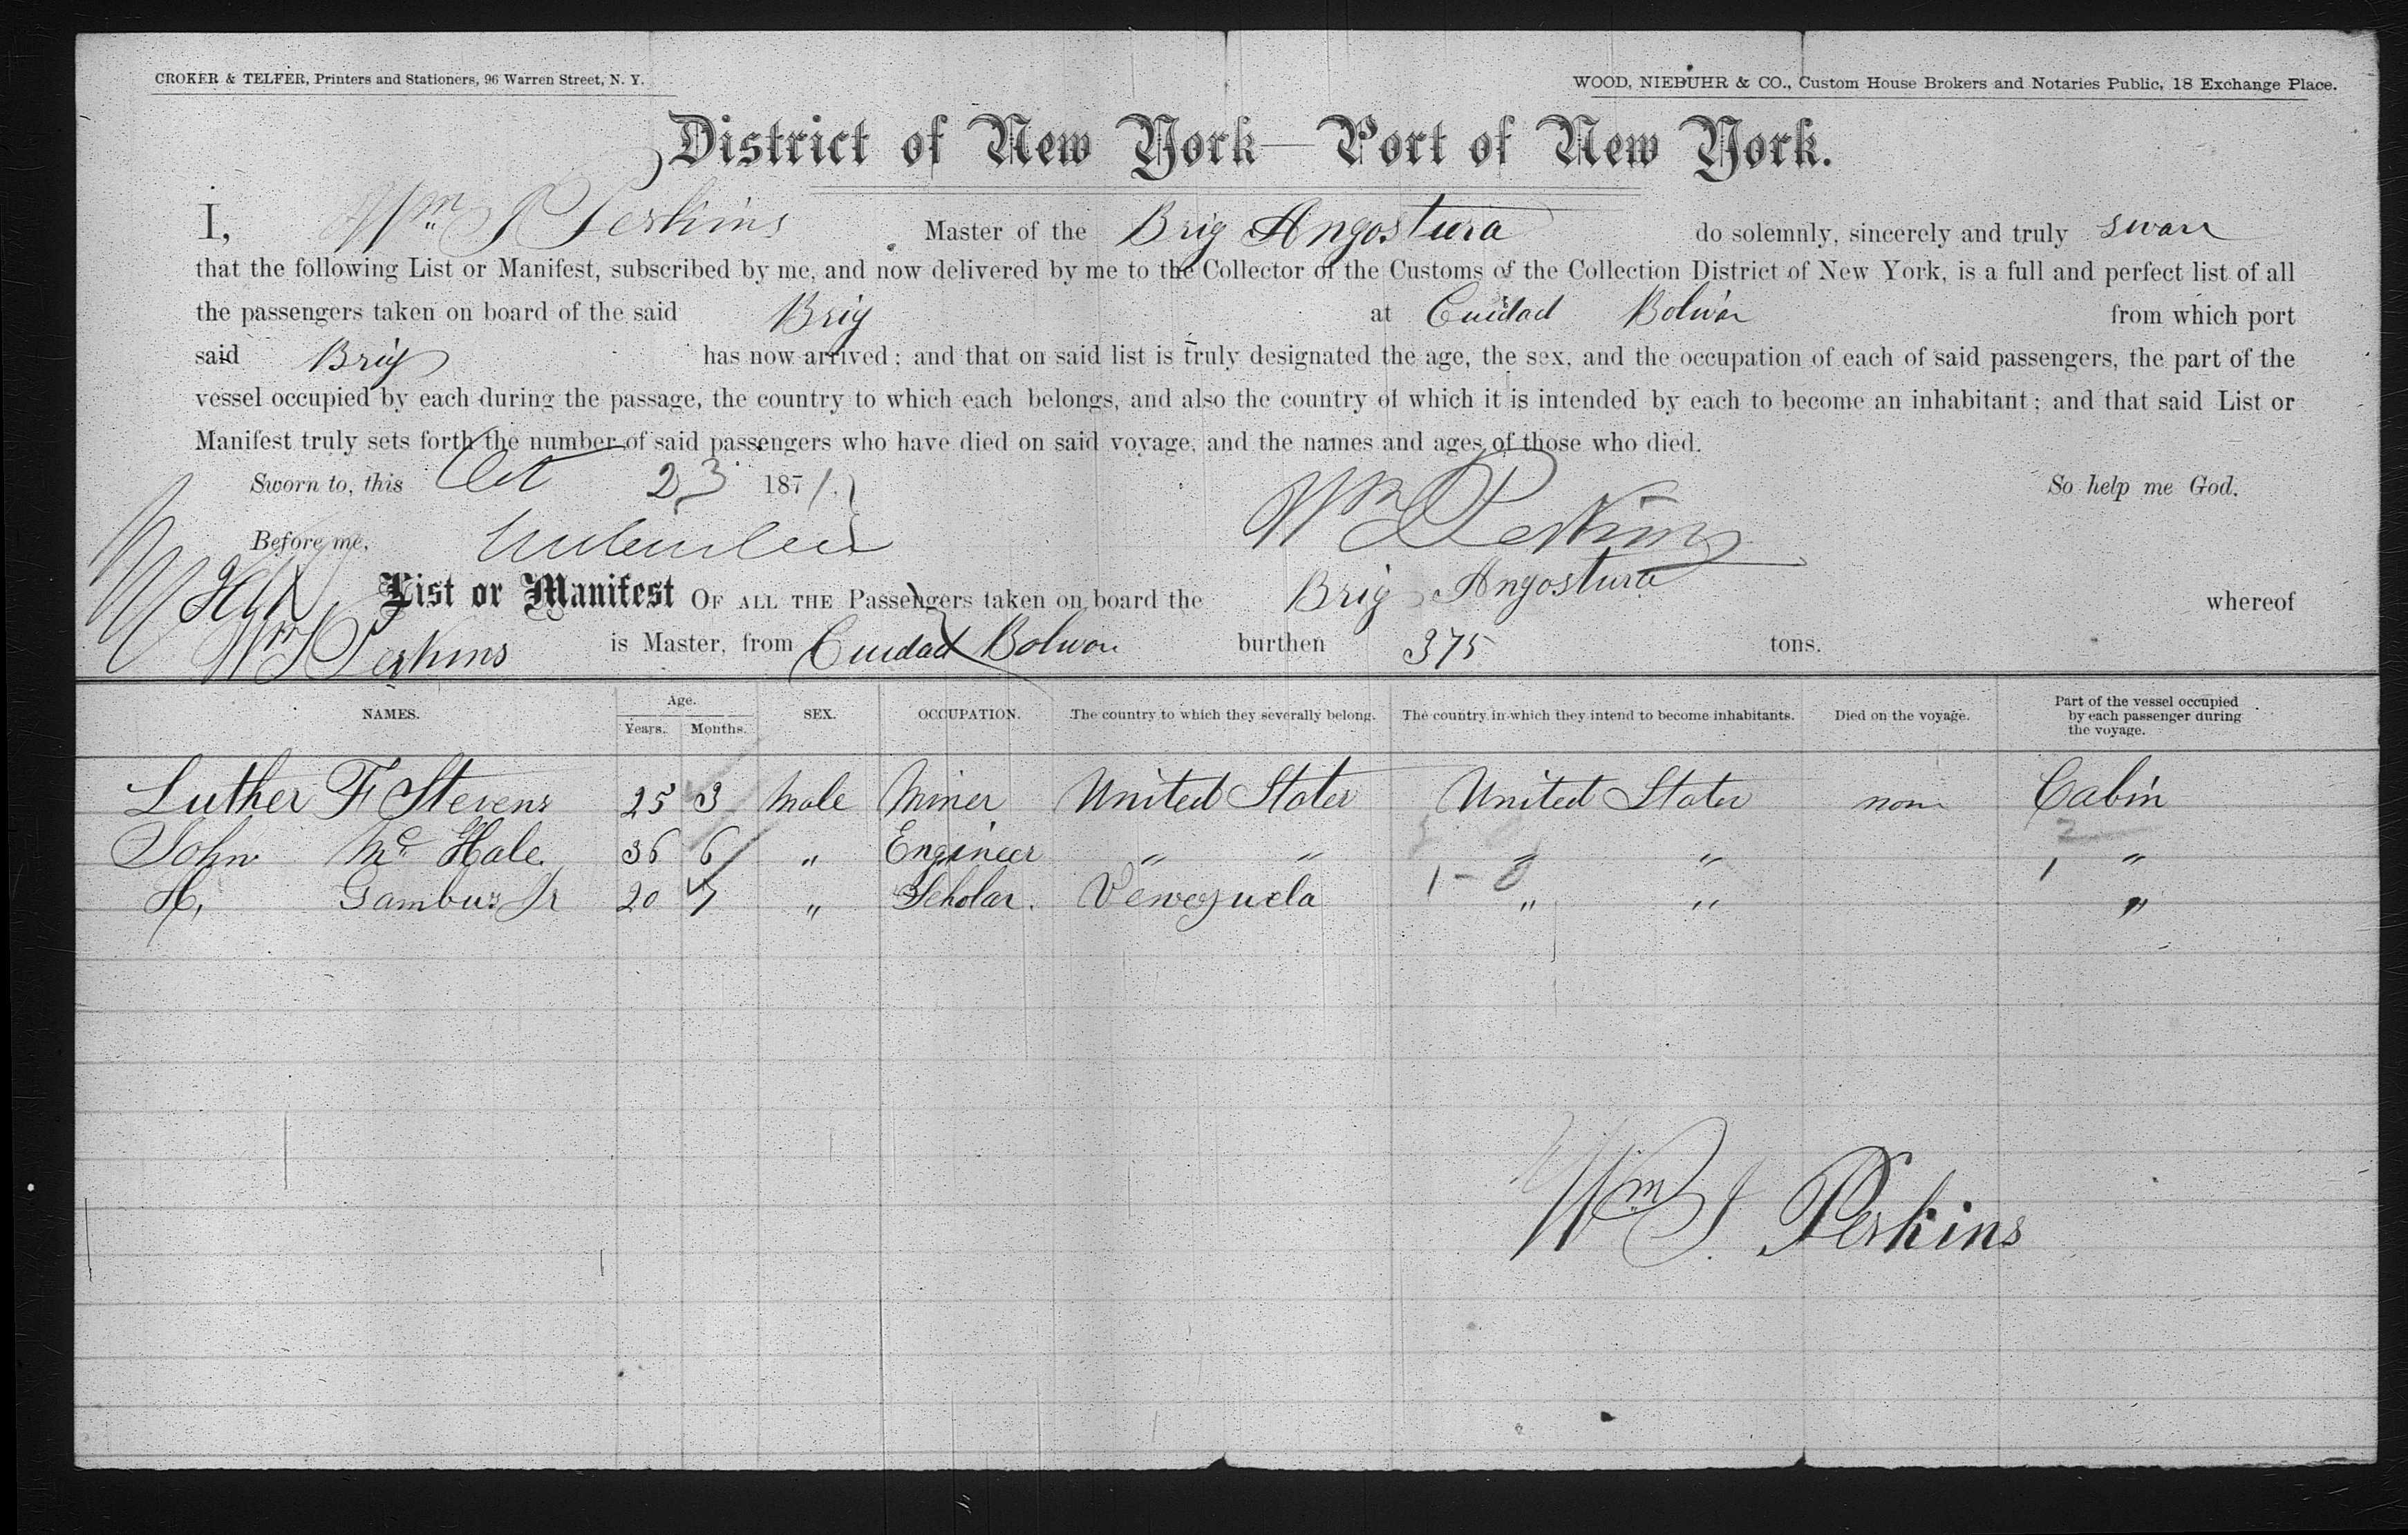 CROKER & TELFER, Printers and Stationers, 96 Warren Street, N. Y.
WOOD, NIEBUHR & CO., Custom House Brokers and Notaries Public, 18 Exchange Place.
District of New York—Port of New York.
I, Wm J Perkins Master of the Brig Angostura do solemnly, sincerely and truly swear
that the following List or Manifest, subscribed by me, and now delivered by me to the Collector of the Customs of the Collection District of New York, is a full and perfect list of all
the passengers taken on board of the said Brig at Cuidad Bolivar from which port
said Brig has now arrived; and that on said list is truly designated the age, the sex, and the occupation of each of said passengers, the part of the
vessel occupied by each during the passage, the country to which each belongs, and also the country of which it is intended by each to become an inhabitant; and that said List or
Manifest truly sets forth the number of said passengers who have died on said voyage, and the names and ages of those who died.
Sworn to, this Oct 23 1871. So help me God.
Before me, Wm J Perkins
List or Manifest OF ALL THE Passengers taken on board the Brig Angostura whereof
Wm J Perkins is Master, from Cuidad Bolivar burthen 375 tons.
NAMES. Age. Years. Months. SEX. OCCUPATION. The country to which they severally belong. The country in which they intend to become inhabitants. Died on the voyage. Part of the vessel occupied by each passenger during the voyage.
Luther F Stevens 25 3 Male Miner United States United States none Cabin
John Mc Hale 36 6 " Engineer " " " " "
H, Gambus Jr 20 7 " Scholar. Venezuela " " "
Wm J. Perkins